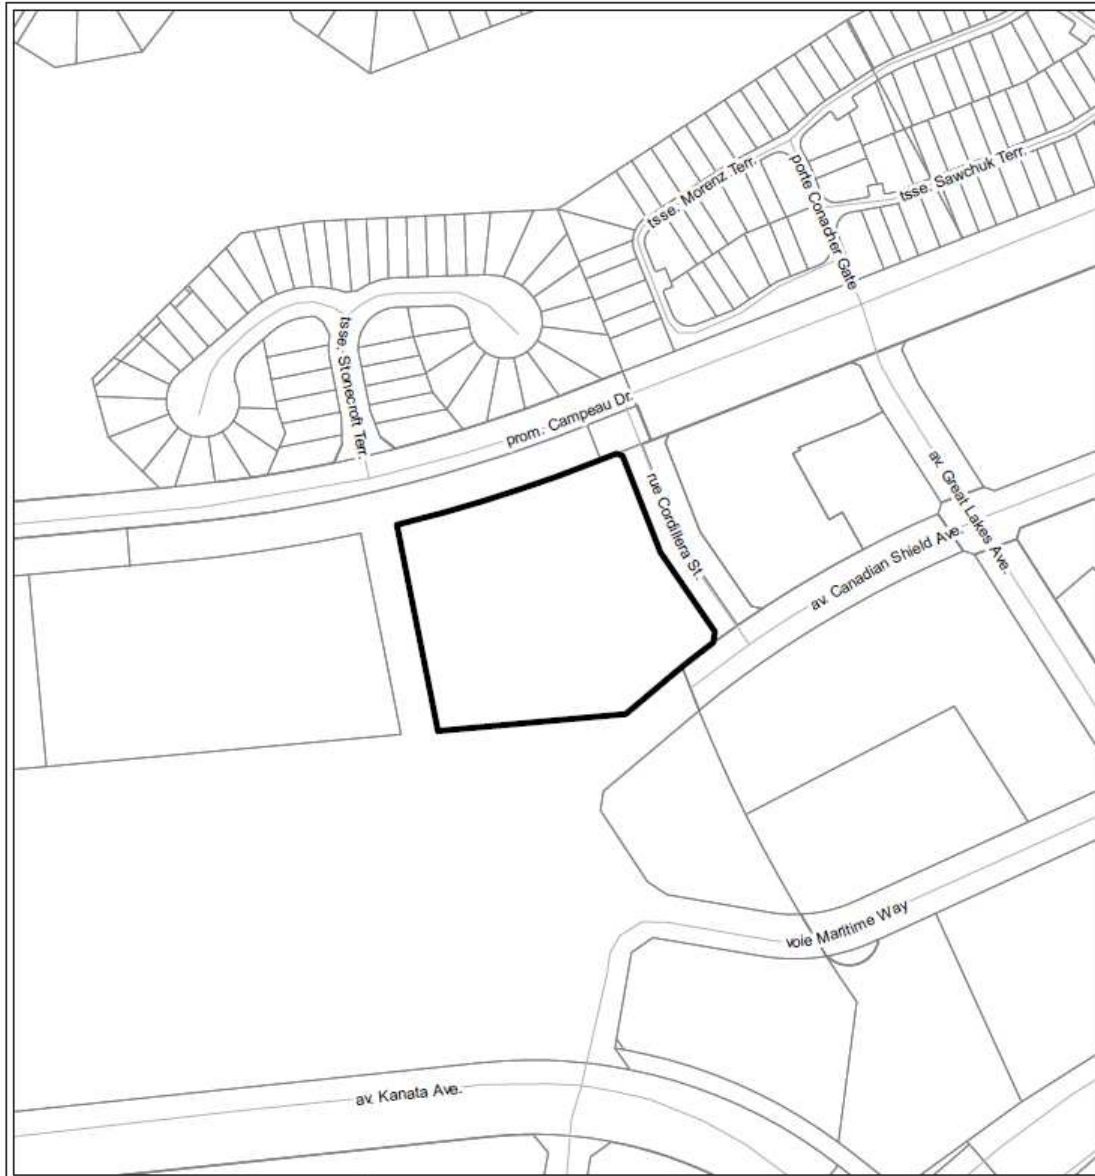 tsse. Morenz Terr.
porte Conacher Gate
tsse. Sawchuk Terr.
tsse. Stonecroft Terr.
prom. Campeau Dr.
rue Cordillera St.
av. Great Lakes Ave.
av. Canadian Shield Ave.
voie Maritime Way
av. Kanata Ave.